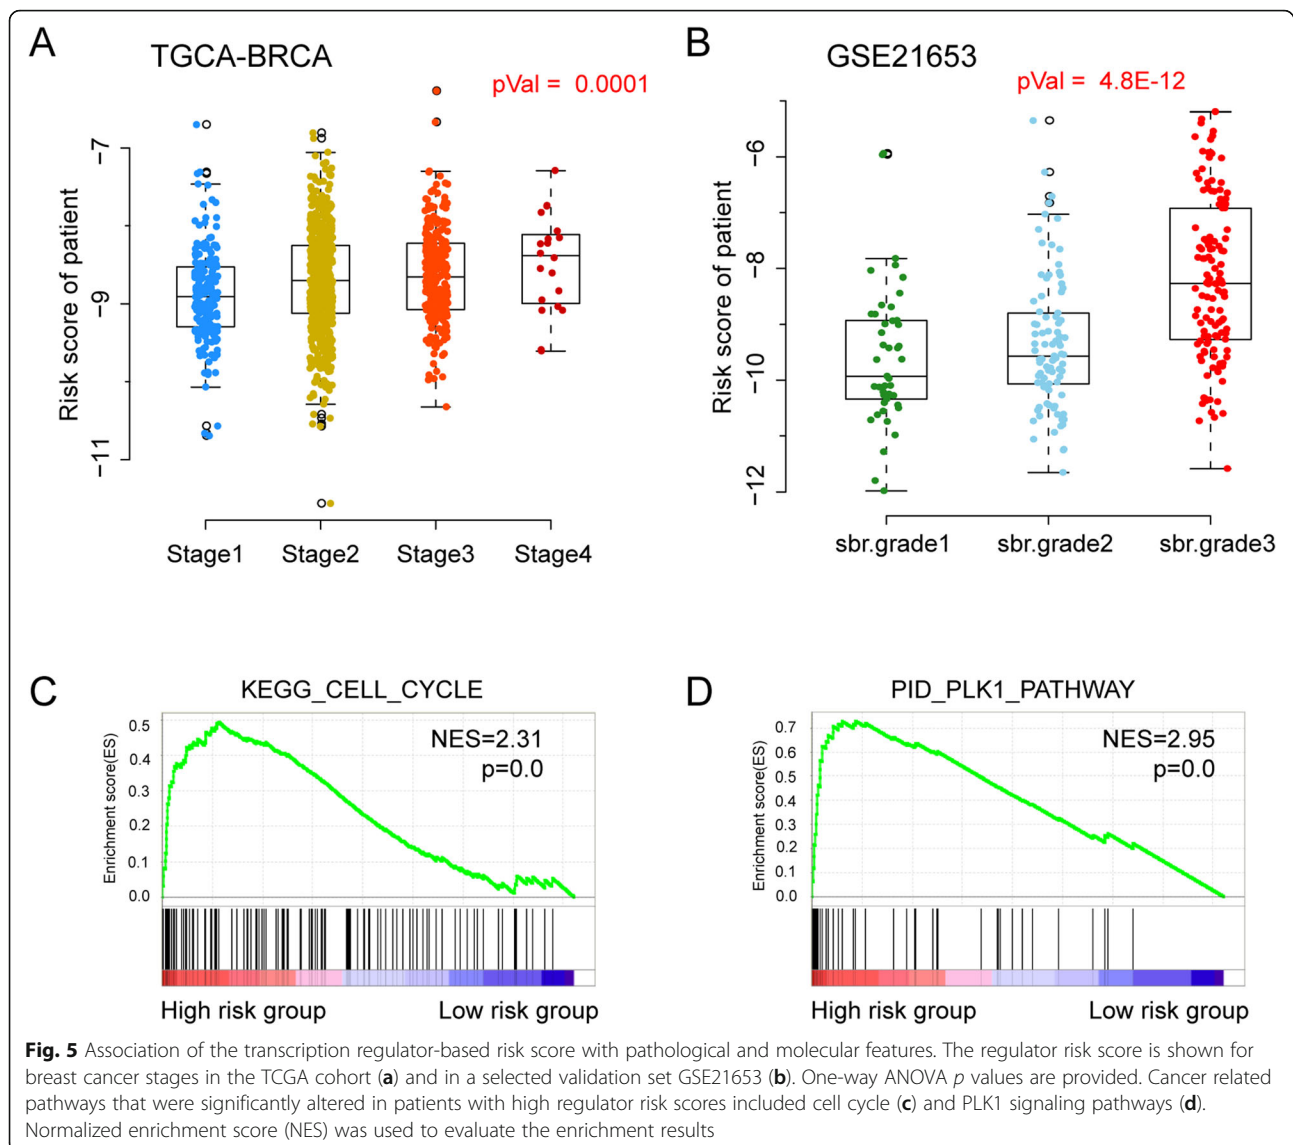 A
TGCA-BRCA
pVal = 0.0001
Risk score of patient
−7
−9
−11
Stage1 Stage2 Stage3 Stage4
B
GSE21653
pVal = 4.8E-12
Risk score of patient
−6
−8
−10
−12
sbr.grade1 sbr.grade2 sbr.grade3
C
KEGG_CELL_CYCLE
NES=2.31
p=0.0
Enrichment score(ES)
0.5
0.4
0.3
0.2
0.1
0.0
High risk group Low risk group
D
PID_PLK1_PATHWAY
NES=2.95
p=0.0
Enrichment score(ES)
0.7
0.6
0.5
0.4
0.3
0.2
0.1
0.0
High risk group Low risk group
Fig. 5 Association of the transcription regulator-based risk score with pathological and molecular features. The regulator risk score is shown for
breast cancer stages in the TCGA cohort (a) and in a selected validation set GSE21653 (b). One-way ANOVA p values are provided. Cancer related
pathways that were significantly altered in patients with high regulator risk scores included cell cycle (c) and PLK1 signaling pathways (d).
Normalized enrichment score (NES) was used to evaluate the enrichment results